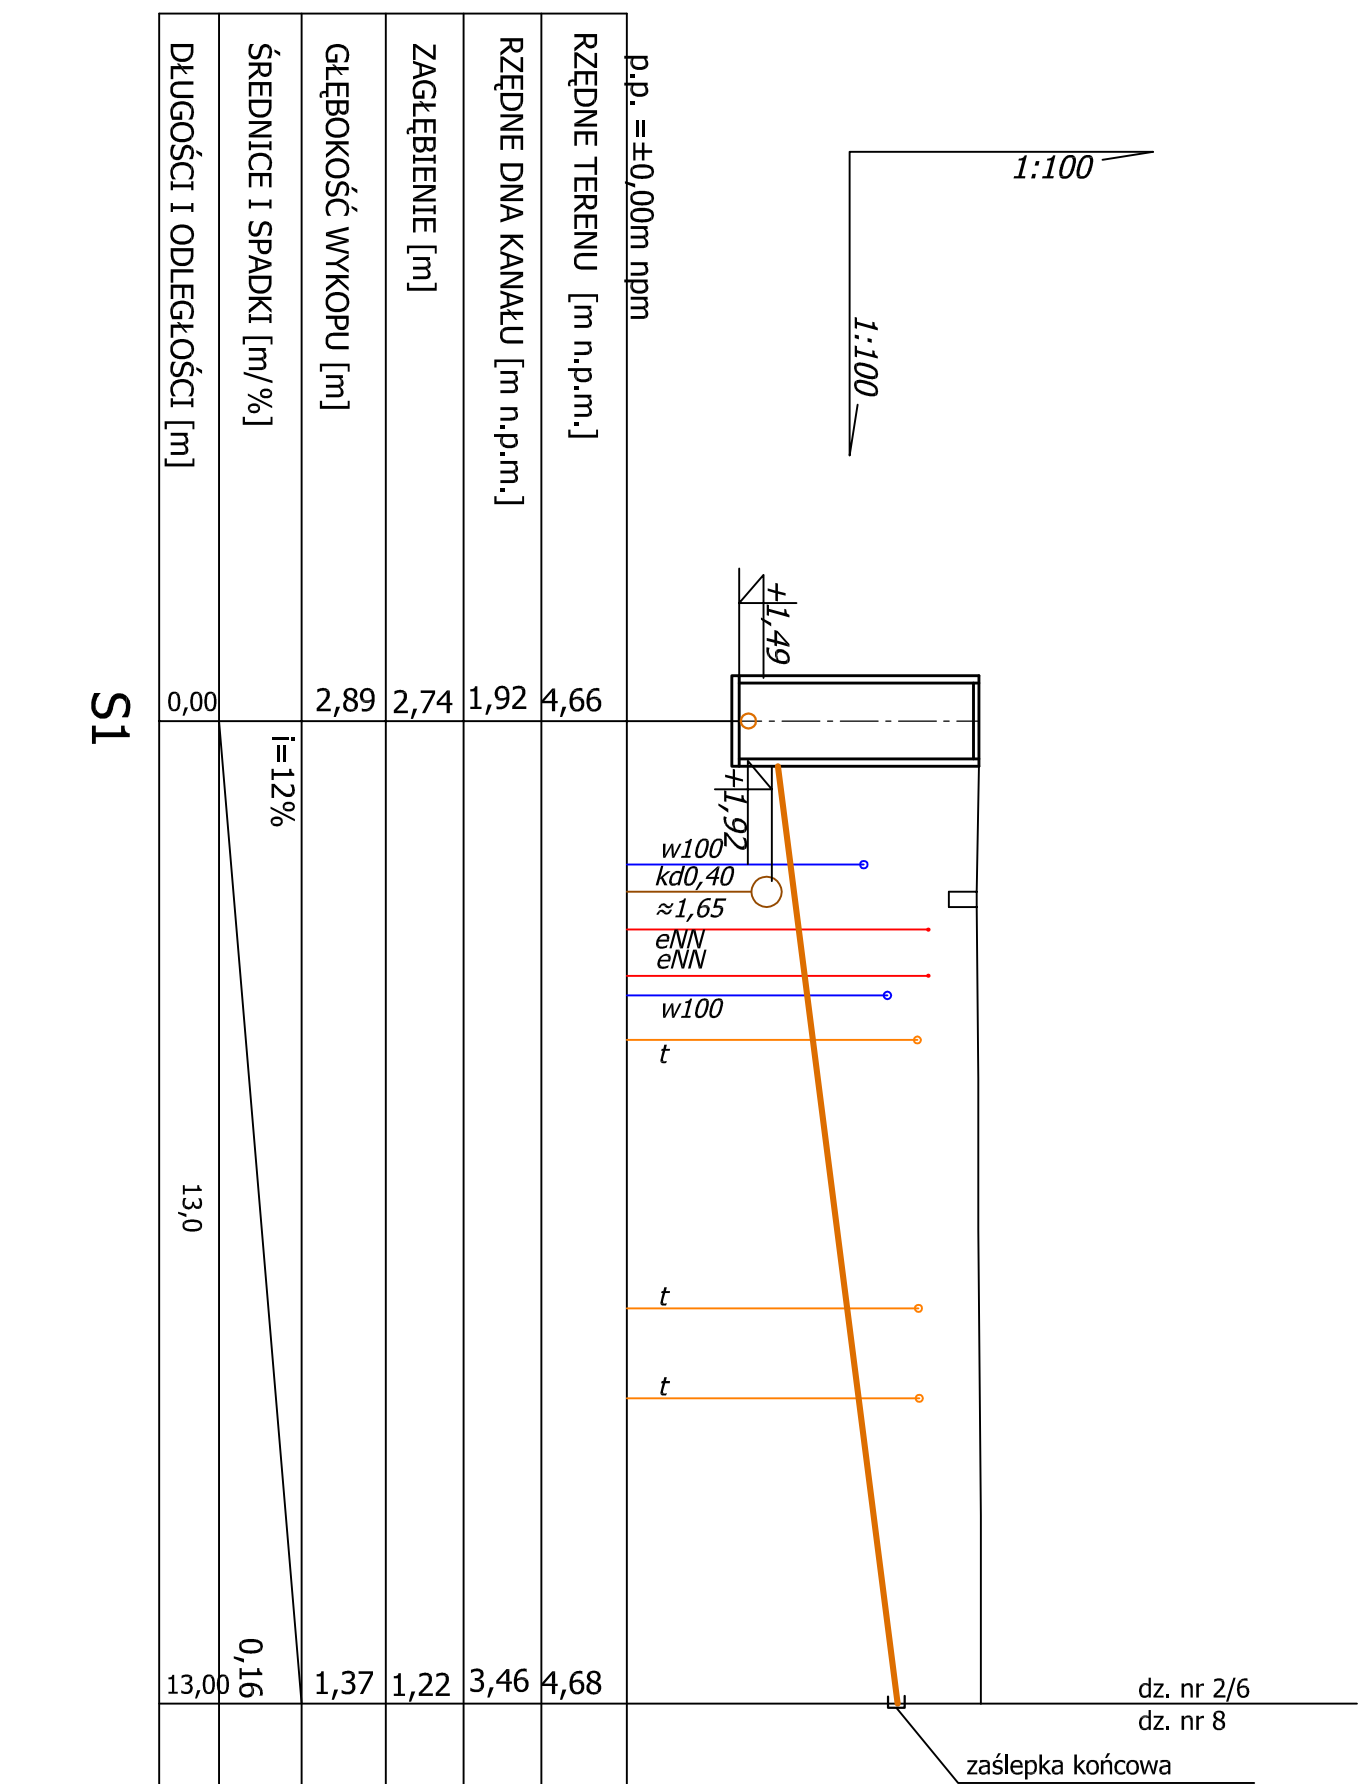 1:100
1:100
p.p. =±0,00m npm
RZĘDNE TERENU [m n.p.m.]
4,66
4,68
RZĘDNE DNA KANAŁU [m n.p.m.]
1,92
3,46
ZAGŁĘBIENIE [m]
2,74
1,22
GŁĘBOKOŚĆ WYKOPU [m]
2,89
1,37
ŚREDNICE I SPADKI [m/%]
i=12%
0,16
DŁUGOŚCI I ODLEGŁOŚCI [m]
0,00
13,0
13,00
S1
+1,49
+1,92
w100
kd0,40
≈1,65
eNN
eNN
w100
t
t
t
dz. nr 2/6
dz. nr 8
zaślepka końcowa